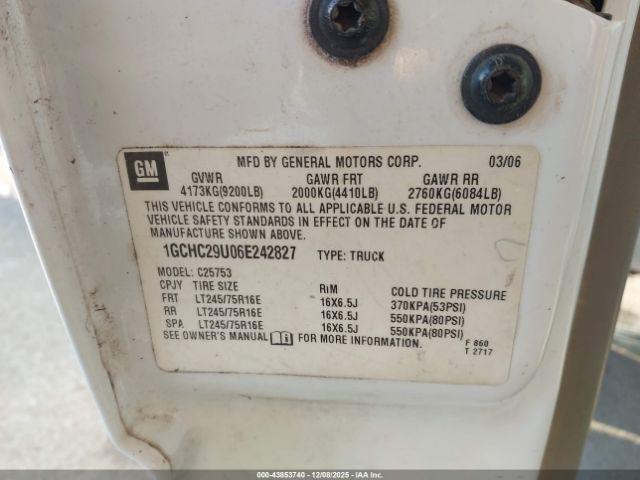 GM
MFD BY GENERAL MOTORS CORP. 03/06
GVWR GAWR FRT GAWR RR
4173KG(9200LB) 2000KG(4410LB) 2760KG(6084LB)
THIS VEHICLE CONFORMS TO ALL APPLICABLE U.S. FEDERAL MOTOR
VEHICLE SAFETY STANDARDS IN EFFECT ON THE DATE OF
MANUFACTURE SHOWN ABOVE.
1GCHC29U06E242827 TYPE: TRUCK
MODEL: C25753
CPJY TIRE SIZE RIM COLD TIRE PRESSURE
FRT LT245/75R16E 16X6.5J 370KPA(53PSI)
RR LT245/75R16E 16X6.5J 550KPA(80PSI)
SPA LT245/75R16E 16X6.5J 550KPA(80PSI)
SEE OWNER'S MANUAL FOR MORE INFORMATION.
F 860
T 2717
000-43853740 - 12/08/2025 - IAA Inc.